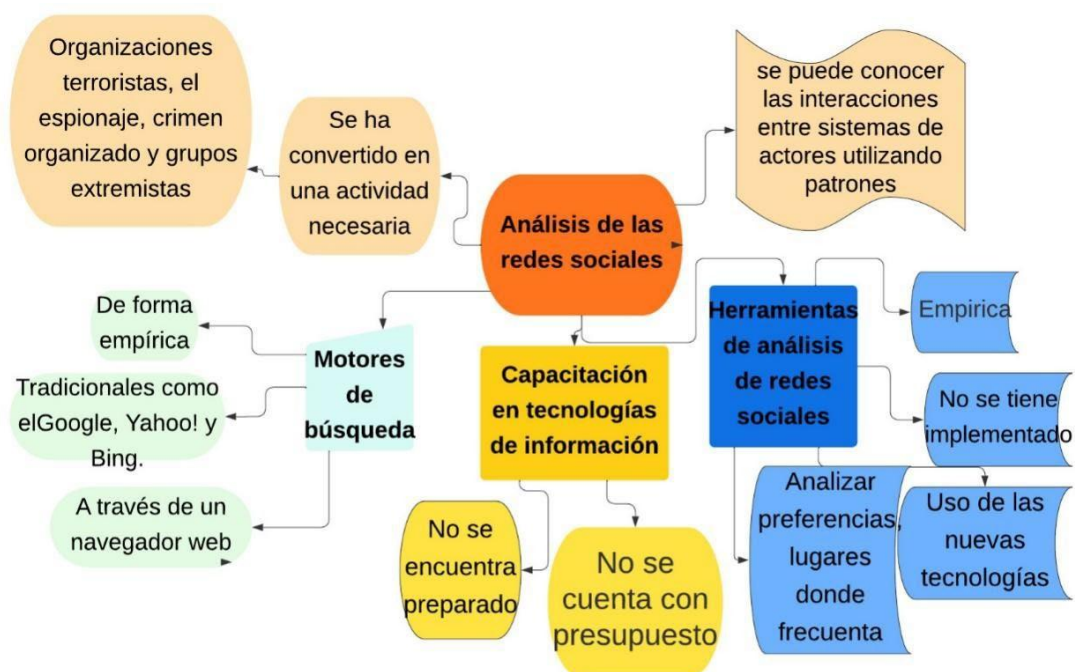 Organizaciones
terroristas, el
espionaje, crimen
organizado y grupos
extremistas
Se ha
convertido en
una actividad
necesaria
se puede conocer
las interacciones
entre sistemas de
actores utilizando
patrones
Análisis de las
redes sociales
De forma
empírica
Tradicionales como
elGoogle, Yahoo! y
Bing.
A través de un
navegador web
Motores
de
búsqueda
Capacitación
en tecnologías
de información
No se
encuentra
preparado
No se
cuenta con
presupuesto
Herramientas
de análisis
de redes
sociales
Empirica
No se tiene
implementado
Analizar
preferencias,
lugares
donde
frecuenta
Uso de las
nuevas
tecnologías